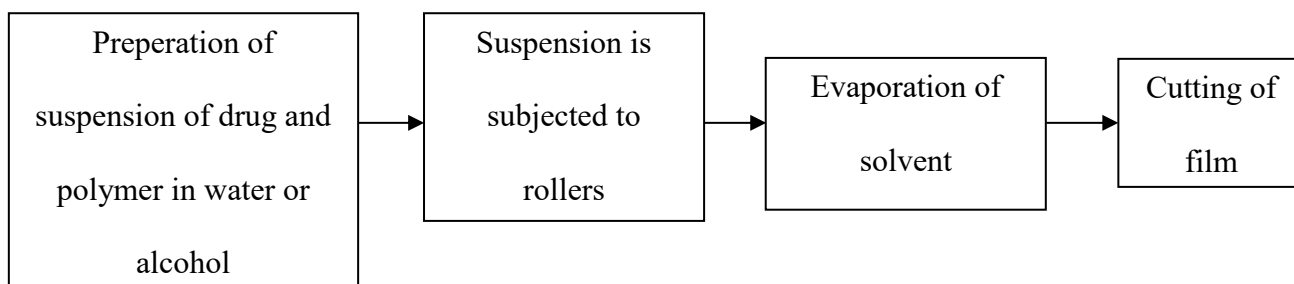 Preperation of
suspension of drug and
polymer in water or
alcohol
Suspension is
subjected to
rollers
Evaporation of
solvent
Cutting of
film